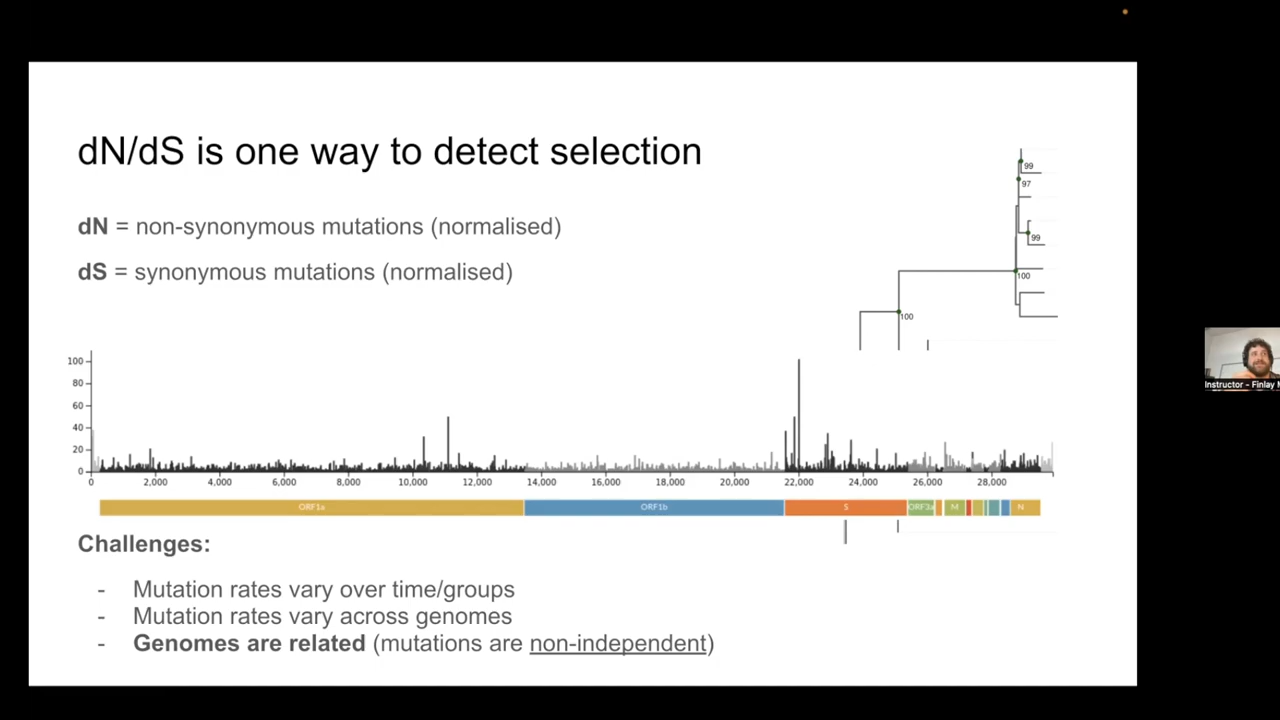 dN/dS is one way to detect selection
dN = non-synonymous mutations (normalised)
dS = synonymous mutations (normalised)
99
97
99
100
100
100
80
60
40
20
0
0 2,000 4,000 6,000 8,000 10,000 12,000 14,000 16,000 18,000 20,000 22,000 24,000 26,000 28,000
ORF1a ORF1b S ORF3a M N
Challenges:
- Mutation rates vary over time/groups
- Mutation rates vary across genomes
- Genomes are related (mutations are non-independent)
Instructor - Finlay M